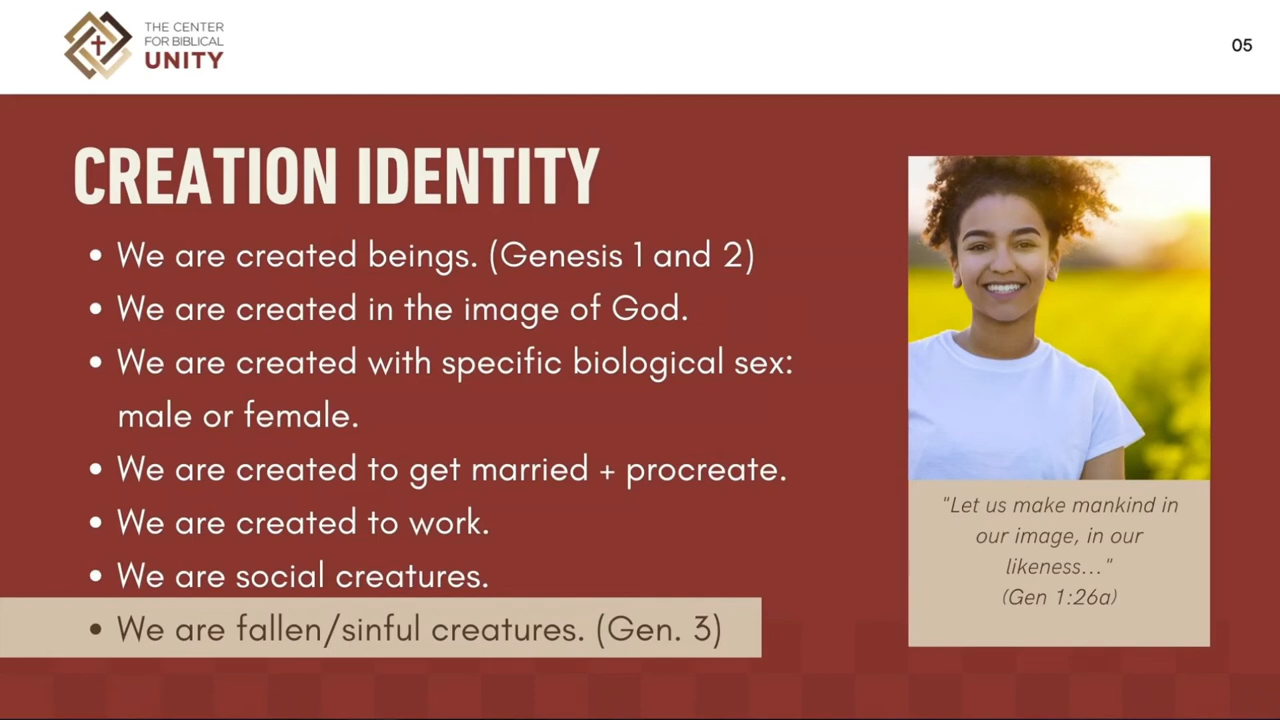 THE CENTER
FOR BIBLICAL
UNITY
05
CREATION IDENTITY
• We are created beings. (Genesis 1 and 2)
• We are created in the image of God.
• We are created with specific biological sex:
male or female.
• We are created to get married + procreate.
• We are created to work.
• We are social creatures.
• We are fallen/sinful creatures. (Gen. 3)
"Let us make mankind in
our image, in our
likeness..."
(Gen 1:26a)